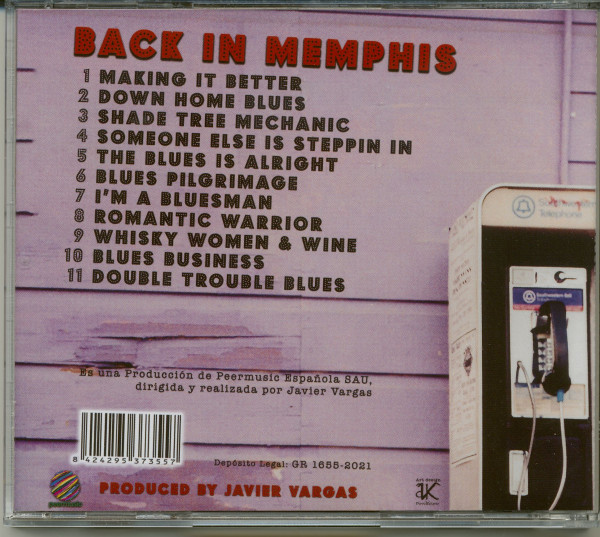 BACK IN MEMPHIS
1 MAKING IT BETTER
2 DOWN HOME BLUES
3 SHADE TREE MECHANIC
4 SOMEONE ELSE IS STEPPIN IN
5 THE BLUES IS ALRIGHT
6 BLUES PILGRIMAGE
7 I'M A BLUESMAN
8 ROMANTIC WARRIOR
9 WHISKY WOMEN & WINE
10 BLUES BUSINESS
11 DOUBLE TROUBLE BLUES
Telephone
Southwestern Bell
Es una Producción de Peermusic Española SAU,
dirigida y realizada por Javier Vargas
8 424295 373557
Depósito Legal: GR 1655-2021
peermusic
PRODUCED BY JAVIER VARGAS